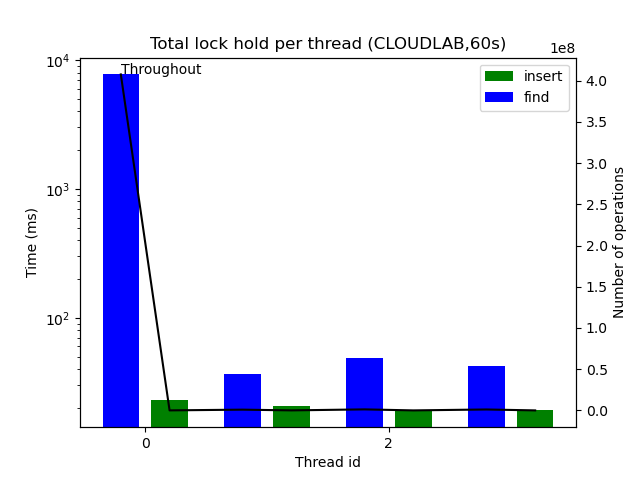 Total lock hold per thread (CLOUDLAB,60s)
1e8
10^4
10^3
10^2
Time (ms)
Throughout
insert
find
4.0
3.5
3.0
2.5
2.0
1.5
1.0
0.5
0.0
Number of operations
0
2
Thread id